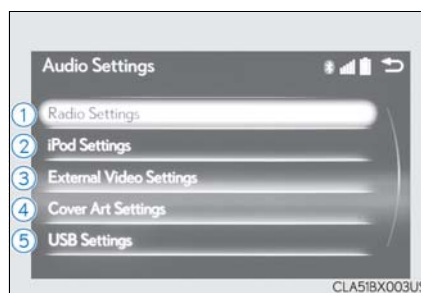 Audio Settings
1 Radio Settings
2 iPod Settings
3 External Video Settings
4 Cover Art Settings
5 USB Settings
CLA51BX003US